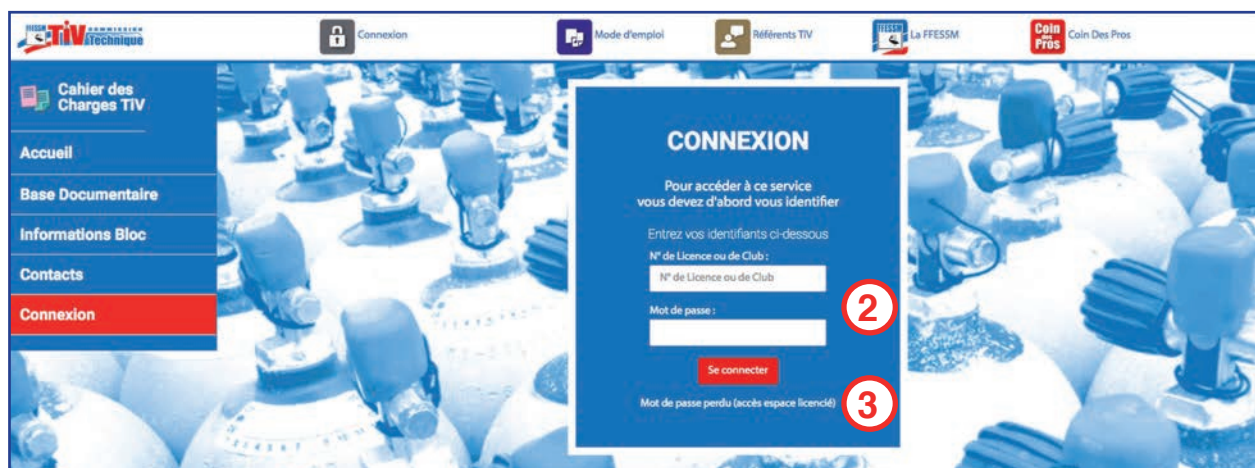 FFESSM TiV COMMISSION Technique
Connexion
Mode d'emploi
Référents TIV
FFESSM La FFESSM
Coin des Pros Coin Des Pros
Cahier des
Charges TIV
Accueil
Base Documentaire
Informations Bloc
Contacts
Connexion
CONNEXION
Pour accéder à ce service
vous devez d'abord vous identifier
Entrez vos identifiants ci-dessous
N° de Licence ou de Club :
N° de Licence ou de Club
Mot de passe :
2
Se connecter
Mot de passe perdu (accès espace licencié)
3